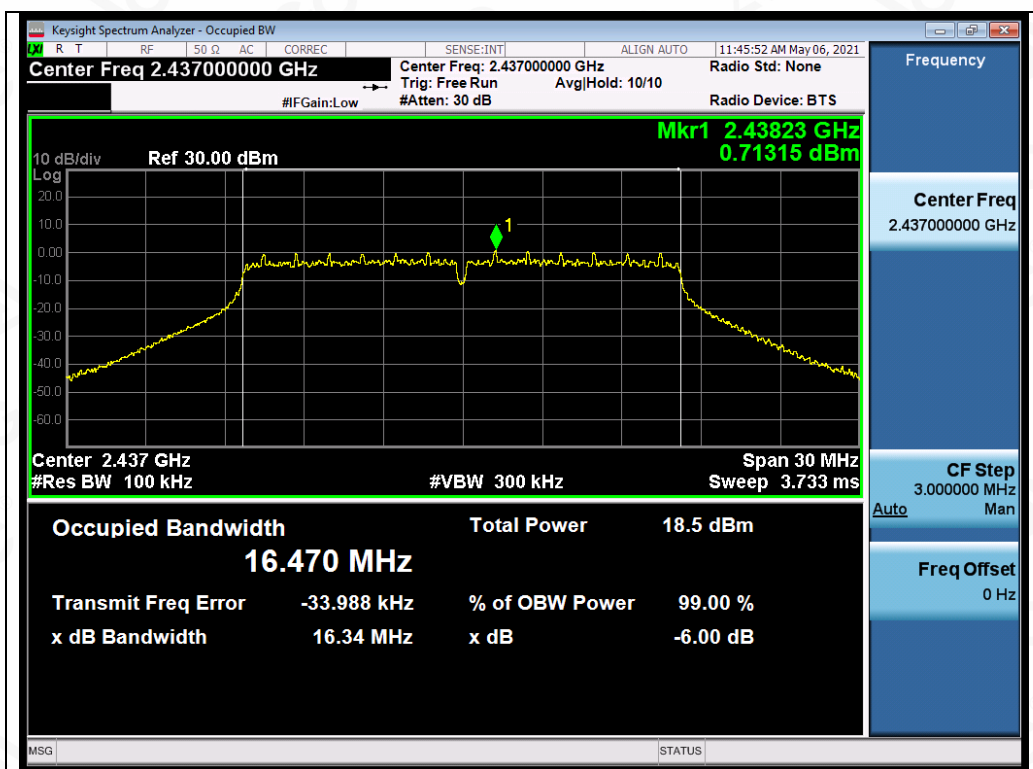 Keysight Spectrum Analyzer - Occupied BW
LXI R T RF 50 Ω AC CORREC SENSE:INT ALIGN AUTO 11:45:52 AM May 06, 2021
Center Freq 2.437000000 GHz
Center Freq: 2.437000000 GHz
Radio Std: None
Trig: Free Run Avg|Hold: 10/10
#IFGain:Low
#Atten: 30 dB
Radio Device: BTS
Mkr1 2.43823 GHz
0.71315 dBm
10 dB/div Ref 30.00 dBm
Log
20.0
10.0
1
0.00
-10.0
-20.0
-30.0
-40.0
-50.0
-60.0
Center 2.437 GHz Span 30 MHz
#Res BW 100 kHz #VBW 300 kHz Sweep 3.733 ms
Occupied Bandwidth
16.470 MHz
Total Power 18.5 dBm
Transmit Freq Error -33.988 kHz % of OBW Power 99.00 %
x dB Bandwidth 16.34 MHz x dB -6.00 dB
Frequency
Center Freq
2.437000000 GHz
CF Step
3.000000 MHz
Auto Man
Freq Offset
0 Hz
MSG STATUS